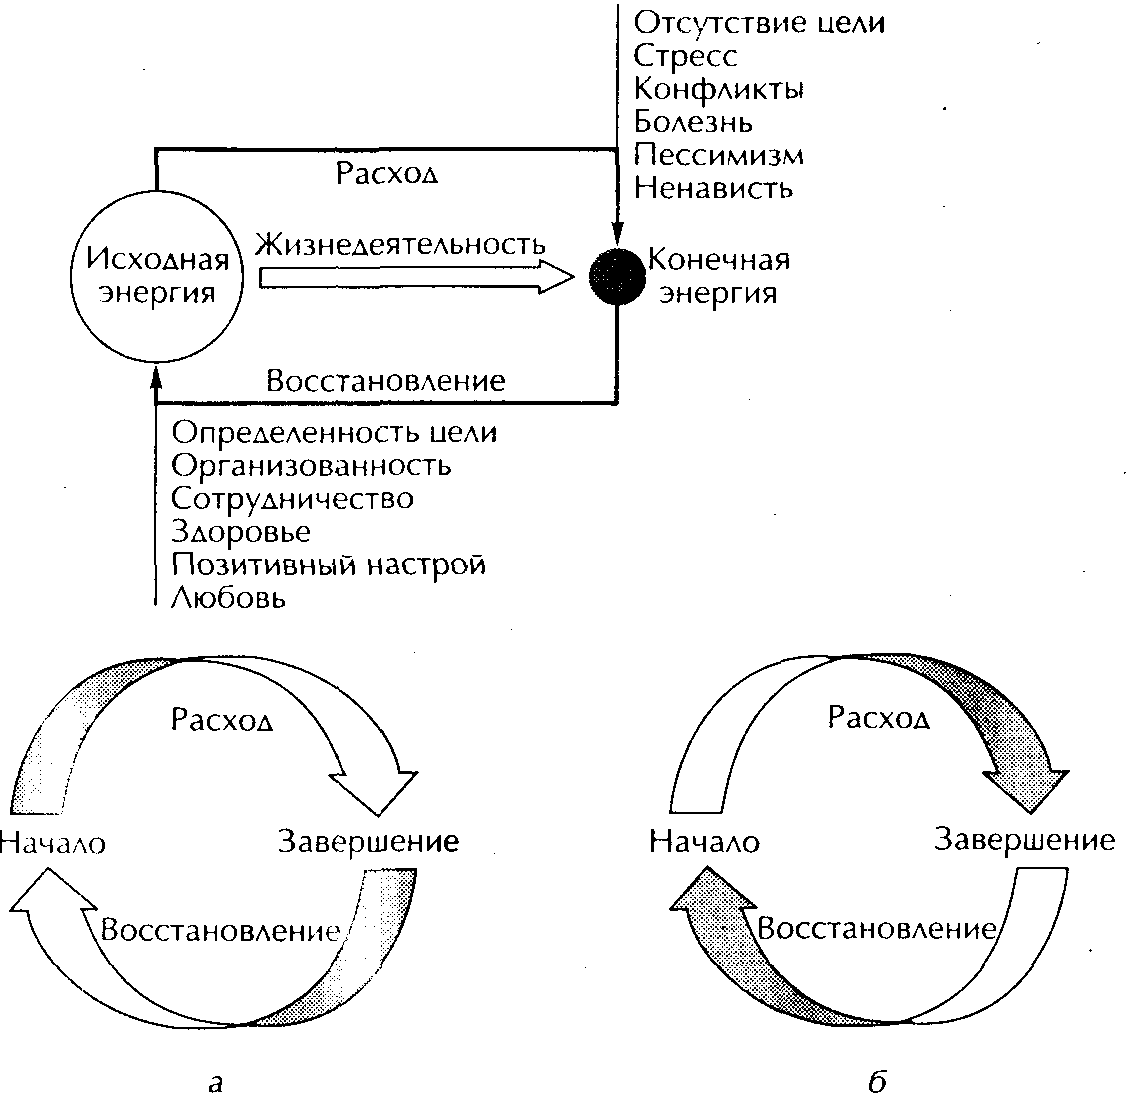 Отсутствие цели
Стресс
Конфликты
Болезнь
Пессимизм
Ненависть
Расход
Жизнедеятельность
Исходная
энергия
Конечная
энергия
Восстановление
Определенность цели
Организованность
Сотрудничество
Здоровье
Позитивный настрой
Любовь
Расход
Начало
Завершение
Восстановление
а
Расход
Начало
Завершение
Восстановление
б